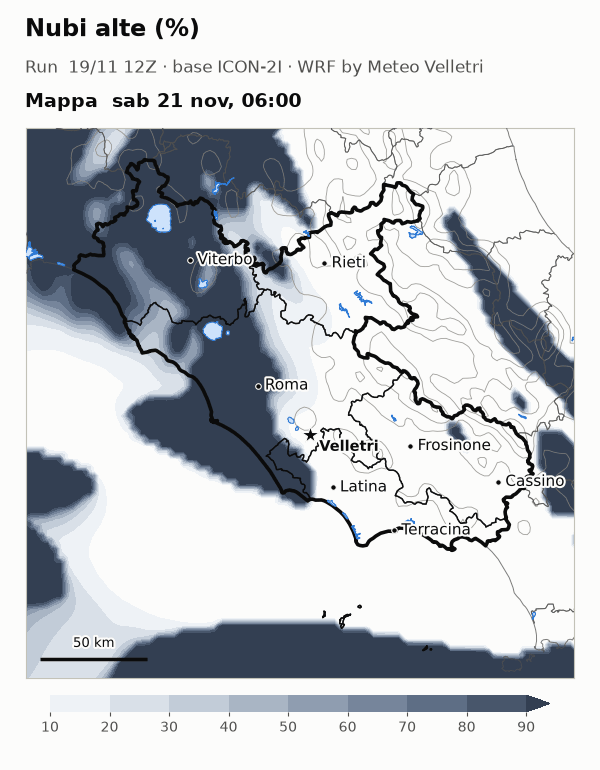 Nubi alte (%)
Run 19/11 12Z · base ICON-2I · WRF by Meteo Velletri
Mappa sab 21 nov, 06:00
Viterbo
Rieti
Roma
Velletri
Frosinone
Cassino
Latina
Terracina
50 km
10 20 30 40 50 60 70 80 90